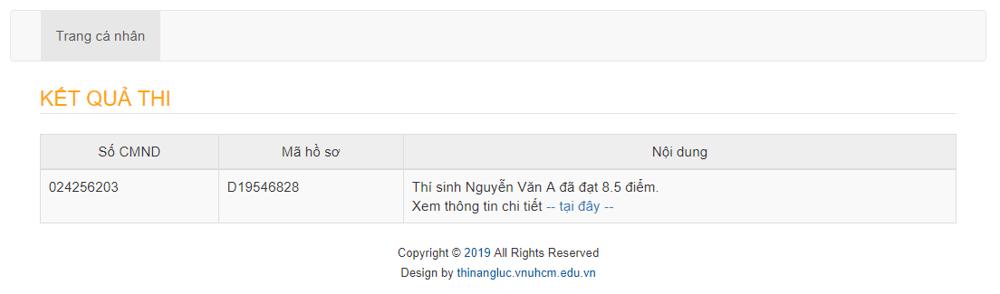 Trang cá nhân
KẾT QUẢ THI
Số CMND Mã hồ sơ Nội dung
024256203 D19546828 Thí sinh Nguyễn Văn A đã đạt 8.5 điểm.
Xem thông tin chi tiết -- tại đây --
Copyright © 2019 All Rights Reserved
Design by thinangluc.vnuhcm.edu.vn